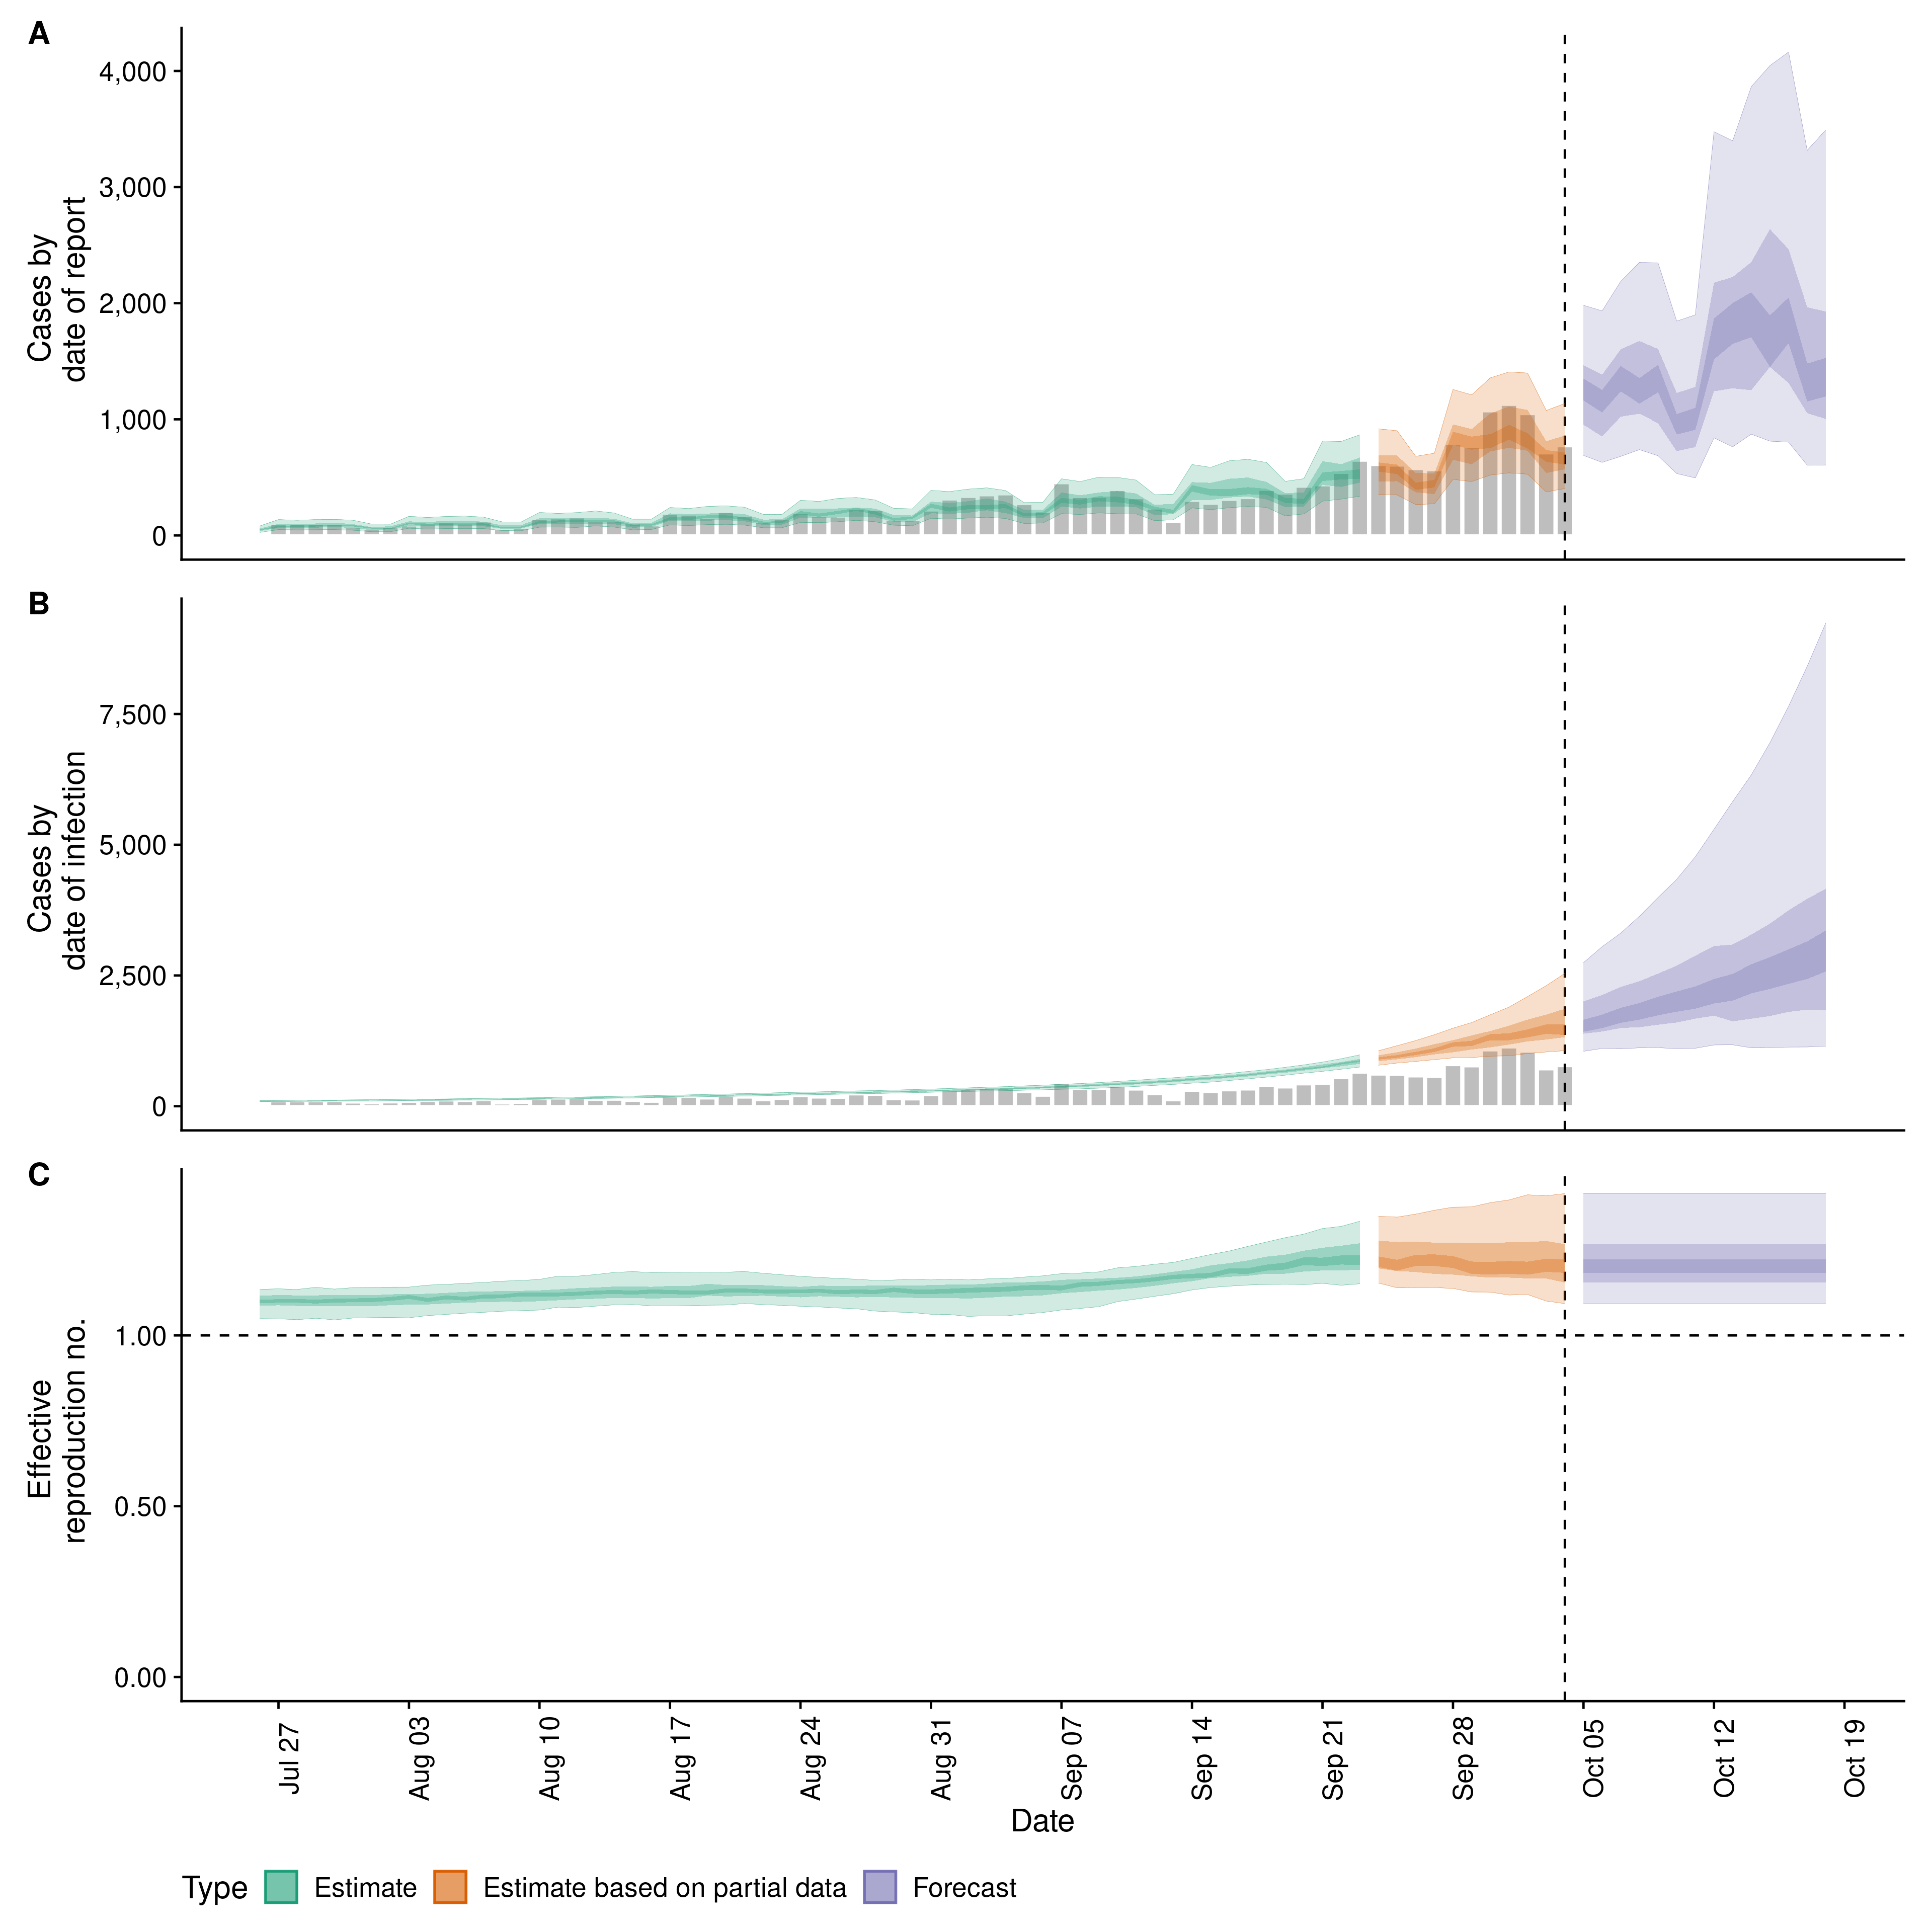 A
4,000
3,000
2,000
1,000
0
Cases by
date of report
B
7,500
5,000
2,500
0
Cases by
date of infection
C
1.00
0.50
0.00
Effective
reproduction no.
Jul 27
Aug 03
Aug 10
Aug 17
Aug 24
Aug 31
Sep 07
Sep 14
Sep 21
Sep 28
Oct 05
Oct 12
Oct 19
Date
Type
Estimate
Estimate based on partial data
Forecast